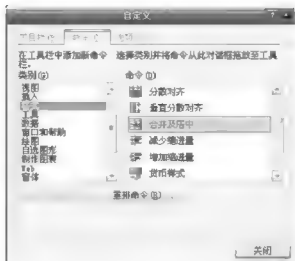 自定义
选项
在工具栏中添加新命令 选择类别并将命令从此对话框拖放至工具
栏。
类别(G)
命令(D)
视图
插入
工具
数据
窗口和帮助
绘图
自选图形
制作图表
Web
窗体
分散对齐
垂直分散对齐
合并及居中
减少缩进量
增加缩进量
货币样式
重排命令(R)
关闭